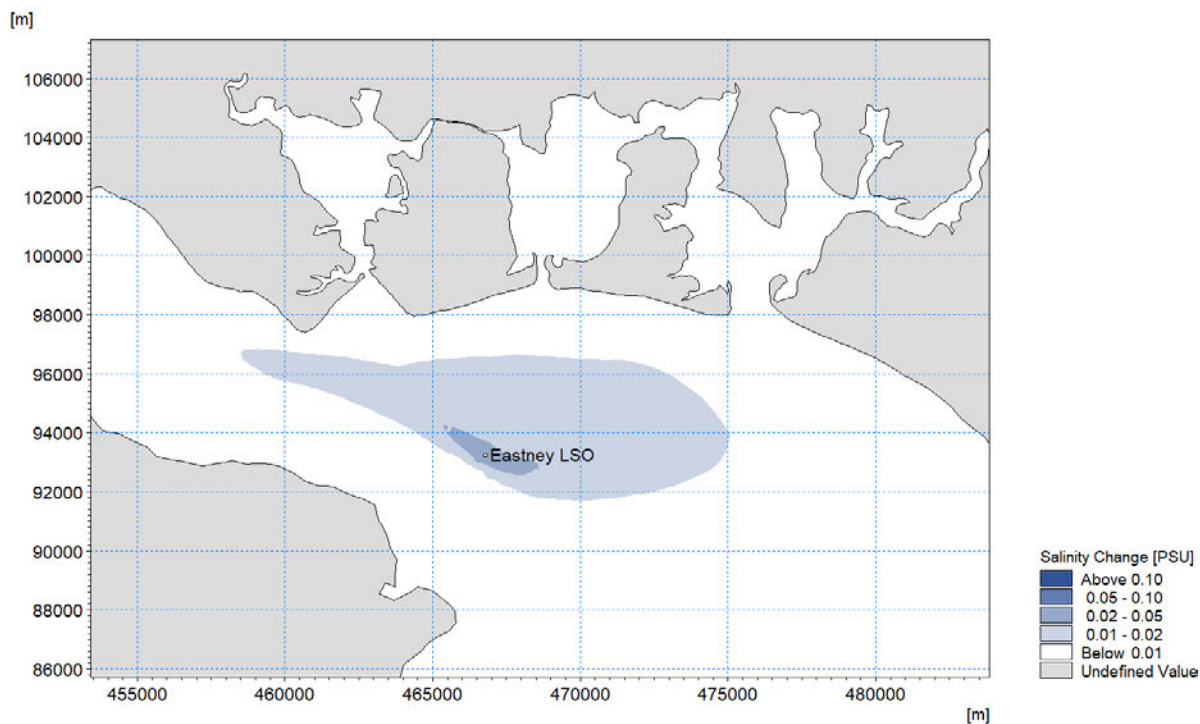 [m]
106000
104000
102000
100000
98000
96000
94000
Eastney LSO
92000
90000
88000
86000
455000 460000 465000 470000 475000 480000
[m]
Salinity Change [PSU]
Above 0.10
0.05 - 0.10
0.02 - 0.05
0.01 - 0.02
Below 0.01
Undefined Value